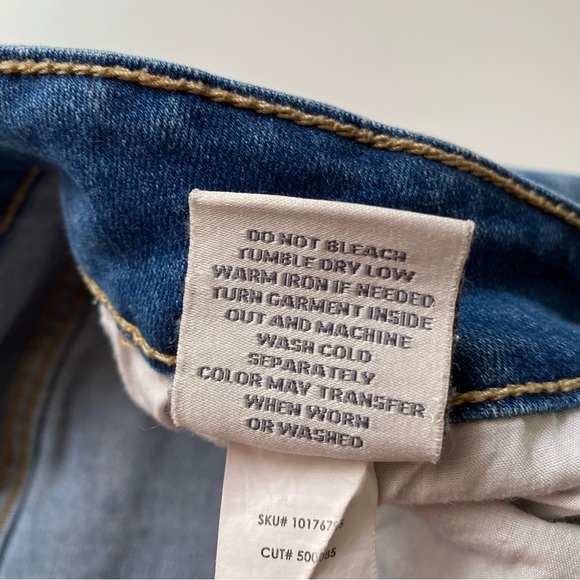 DO NOT BLEACH
TUMBLE DRY LOW
WARM IRON IF NEEDED
TURN GARMENT INSIDE
OUT AND MACHINE
WASH COLD
SEPARATELY
COLOR MAY TRANSFER
WHEN WORN
OR WASHED
SKU#
CUT#